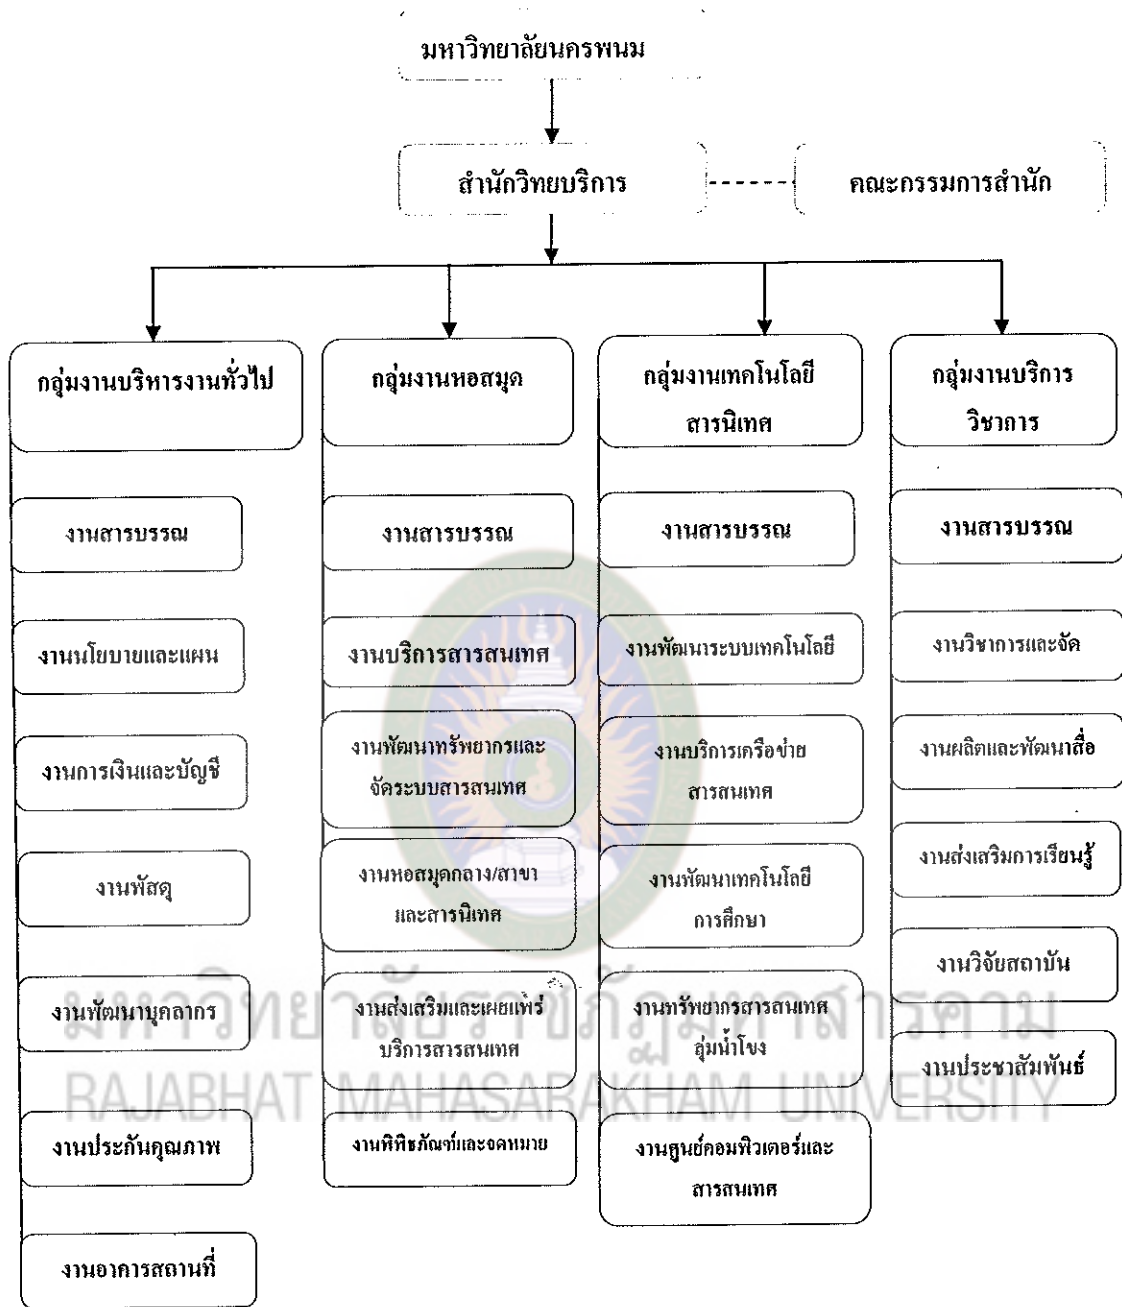 มหาวิทยาลัยนครพนม
สำนักวิทยบริการ
คณะกรรมการสำนัก
กลุ่มงานบริหารงานทั่วไป
งานสารบรรณ
งานนโยบายและแผน
งานการเงินและบัญชี
งานพัสดุ
งานพัฒนาบุคลากร
งานประกันคุณภาพ
งานอาการสถานที่
กลุ่มงานหอสมุด
งานสารบรรณ
งานบริการสารสนเทศ
งานพัฒนาทรัพยากรและ
จัดระบบสารสนเทศ
งานหอสมุดกลาง/สาขา
และสารนิเทศ
งานส่งเสริมและเผยแพร่
บริการสารสนเทศ
งานพิพิธภัณฑ์และจดหมาย
กลุ่มงานเทคโนโลยี
สารนิเทศ
งานสารบรรณ
งานพัฒนาระบบเทคโนโลยี
งานบริการเครือข่าย
สารสนเทศ
งานพัฒนาเทคโนโลยี
การศึกษา
งานทรัพยากรสารสนเทศ
ลุ่มน้ำโขง
งานศูนย์คอมพิวเตอร์และ
สารสนเทศ
กลุ่มงานบริการ
วิชาการ
งานสารบรรณ
งานวิชาการและจัด
งานผลิตและพัฒนาสื่อ
งานส่งเสริมการเรียนรู้
งานวิจัยสถาบัน
งานประชาสัมพันธ์
มหาวิทยาลัยราชภัฏมหาสารคาม
RAJABHAT MAHASARAKHAM UNIVERSITY